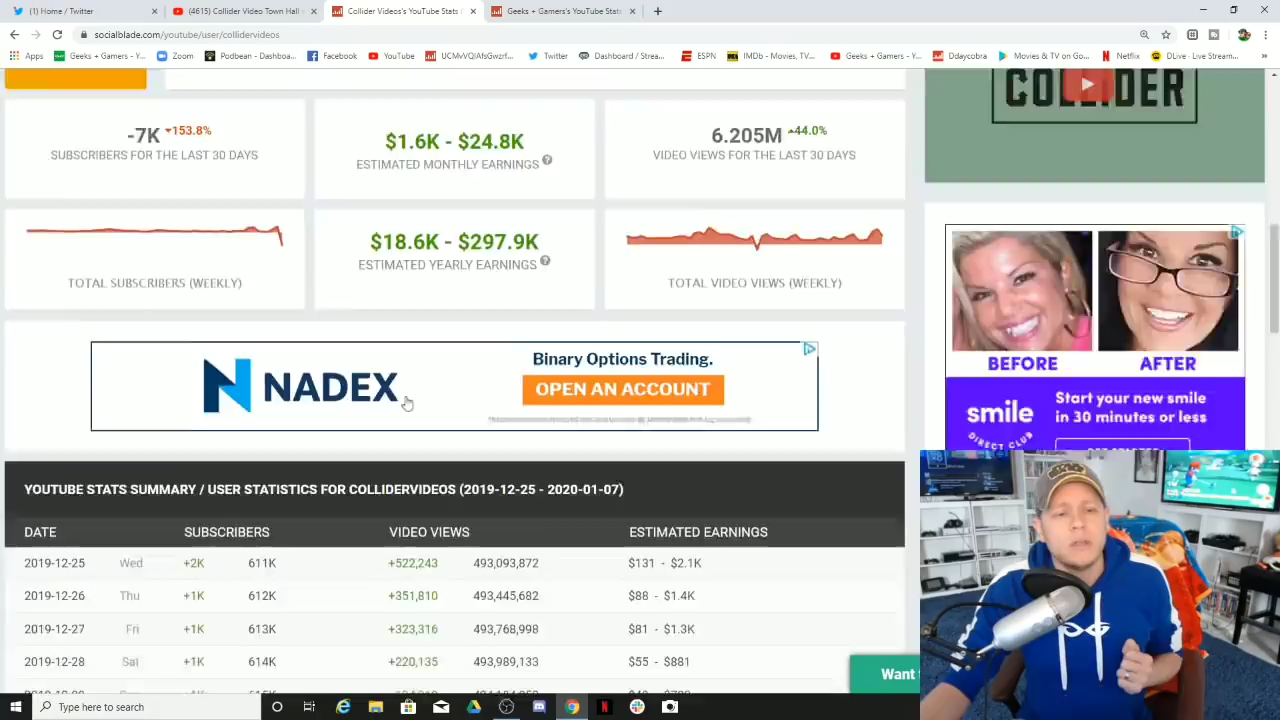 (1) Home / Twitter
(4615) Collider Video Town Hall
Collider Video's YouTube Stats
Geeks + Gamers's YouTube Stats
socialblade.com/youtube/user/collidervideos
Apps
Geeks + Gamers - Y...
Zoom
Podbean - Dashboa...
Facebook
YouTube
Twitter
Dashboard / Strea...
ESPN
IMDb - Movies, TV...
Geeks + Gamers - Y...
Ddaycobra
Movies & TV on Go...
Netflix
DLive · Live Stream...
COLLIDER
-7K 153.8%
SUBSCRIBERS FOR THE LAST 30 DAYS
$1.6K - $24.8K
ESTIMATED MONTHLY EARNINGS
6.205M 44.0%
VIDEO VIEWS FOR THE LAST 30 DAYS
TOTAL SUBSCRIBERS (WEEKLY)
$18.6K - $297.9K
ESTIMATED YEARLY EARNINGS
TOTAL VIDEO VIEWS (WEEKLY)
NADEX
Binary Options Trading.
OPEN AN ACCOUNT
BEFORE
AFTER
smile
DIRECT CLUB
Start your new smile
in 30 minutes or less
YOUTUBE STATS SUMMARY / USER STATISTICS FOR COLLIDERVIDEOS (2019-12-25 - 2020-01-07)
DATE SUBSCRIBERS VIDEO VIEWS ESTIMATED EARNINGS
2019-12-25 Wed +2K 611K +522,243 493,093,872 $131 - $2.1K
2019-12-26 Thu +1K 612K +351,810 493,445,682 $88 - $1.4K
2019-12-27 Fri +1K 613K +323,316 493,768,998 $81 - $1.3K
2019-12-28 Sat +1K 614K +220,135 493,989,133 $55 - $881
Want
Type here to search